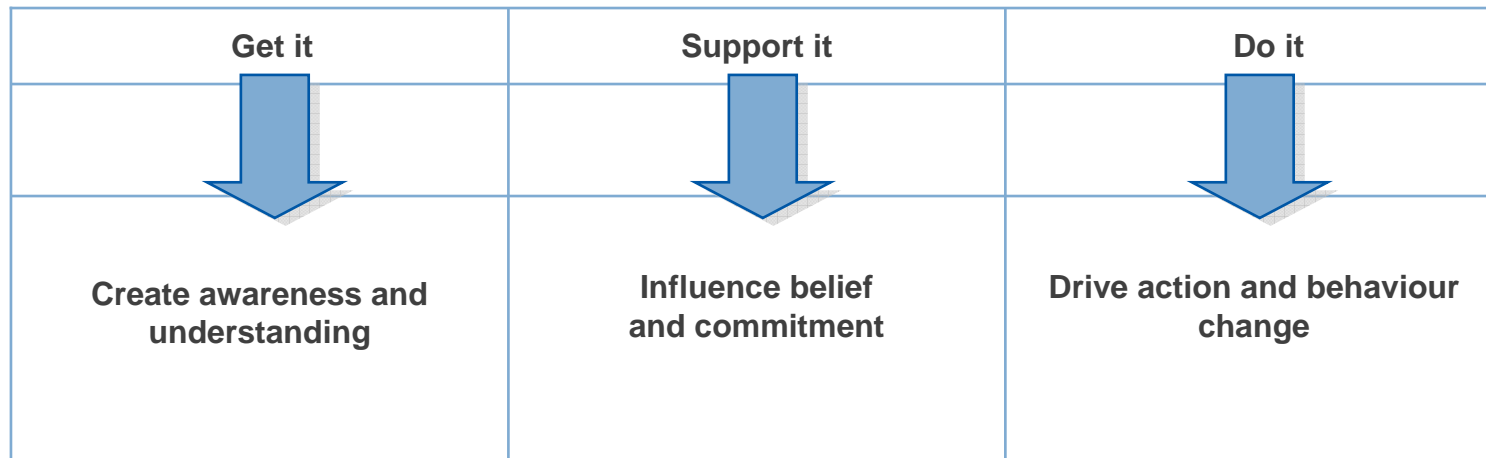 Get it
Support it
Do it
Create awareness and
understanding
Influence belief
and commitment
Drive action and behaviour
change